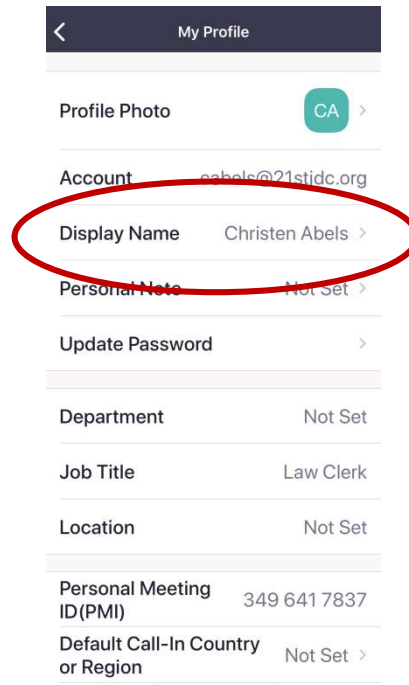 My Profile
Profile Photo CA
Account cabels@21stjdc.org
Display Name Christen Abels
Personal Note Not Set
Update Password
Department Not Set
Job Title Law Clerk
Location Not Set
Personal Meeting
ID(PMI) 349 641 7837
Default Call-In Country
or Region Not Set